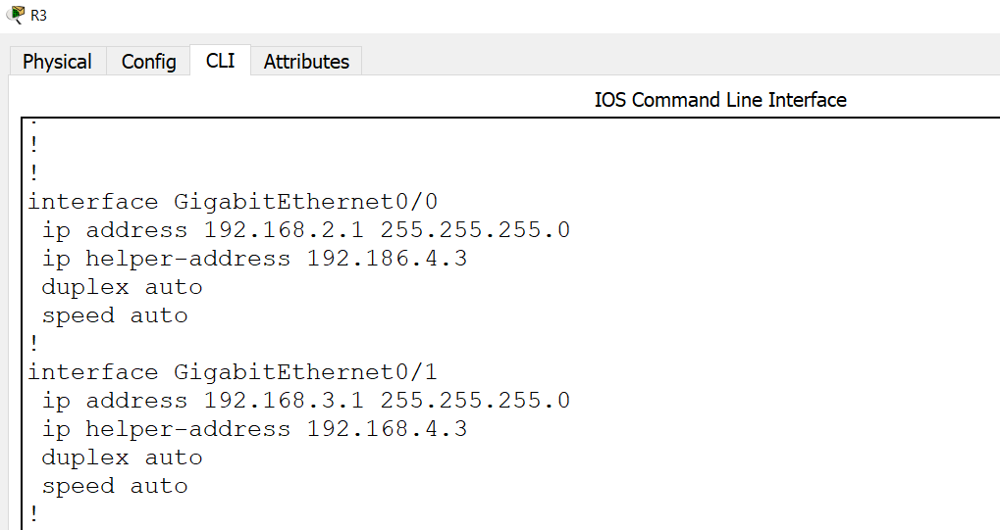 R3
Physical Config CLI Attributes
IOS Command Line Interface
!
!
!
interface GigabitEthernet0/0
ip address 192.168.2.1 255.255.255.0
ip helper-address 192.186.4.3
duplex auto
speed auto
!
interface GigabitEthernet0/1
ip address 192.168.3.1 255.255.255.0
ip helper-address 192.168.4.3
duplex auto
speed auto
!